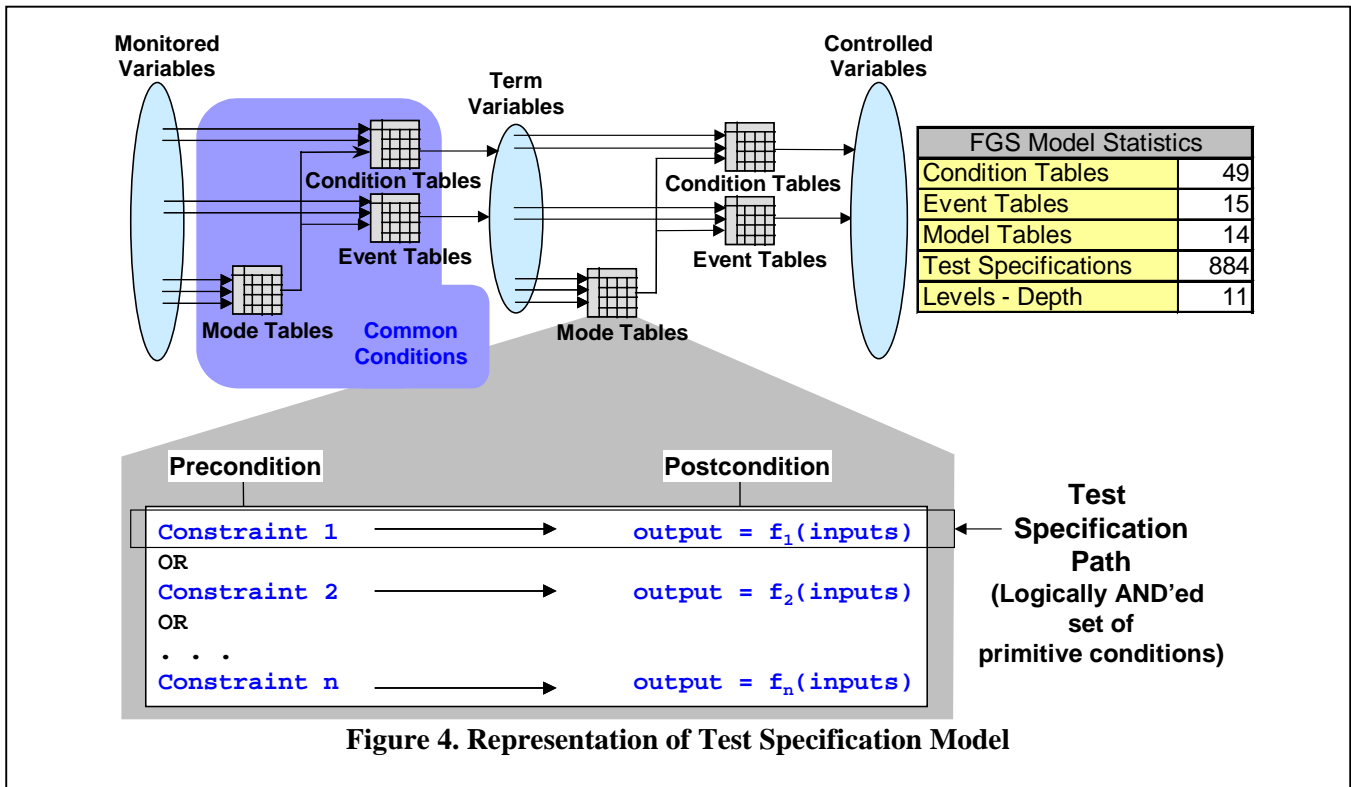 Monitored
Variables
Term
Variables
Controlled
Variables
Condition Tables
Event Tables
Mode Tables
Common
Conditions
Condition Tables
Event Tables
Mode Tables
FGS Model Statistics
Condition Tables 49
Event Tables 15
Model Tables 14
Test Specifications 884
Levels - Depth 11
Precondition
Postcondition
Constraint 1 output = f1(inputs)
OR
Constraint 2 output = f2(inputs)
OR
. . .
Constraint n output = fn(inputs)
Test
Specification
Path
(Logically AND’ed
set of
primitive conditions)
Figure 4. Representation of Test Specification Model